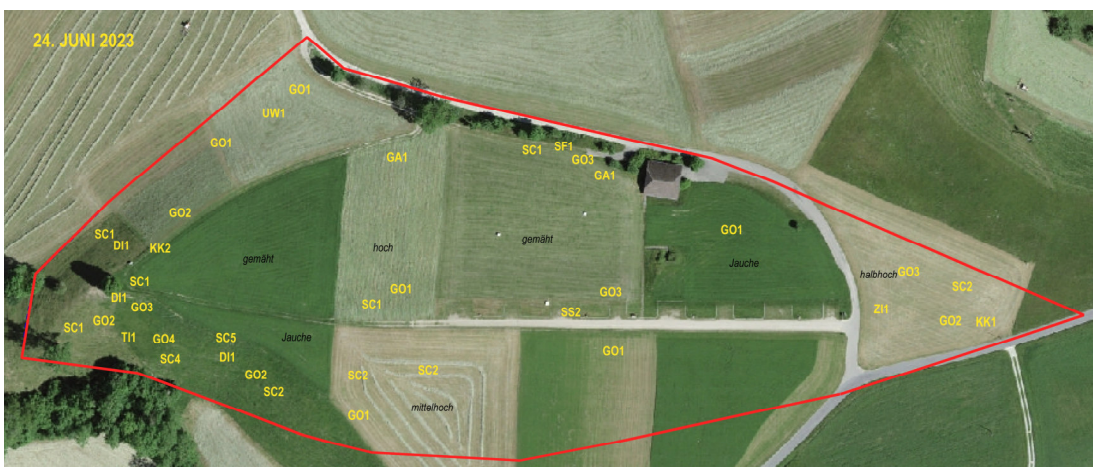 24. JUNI 2023
GO1
UW1
GO1
GA1
SC1
SF1
GO3
GA1
GO2
SC1
DI1
KK2
GO1
gemäht
hoch
gemäht
Jauche
halbhoch
GO3
SC1
DI1
GO3
GO1
SC1
GO3
SS2
SC2
ZI1
GO2
KK1
SC1
GO2
TI1
GO4
SC4
SC5
DI1
GO2
SC2
Jauche
GO1
SC2
SC2
mittelhoch
GO1